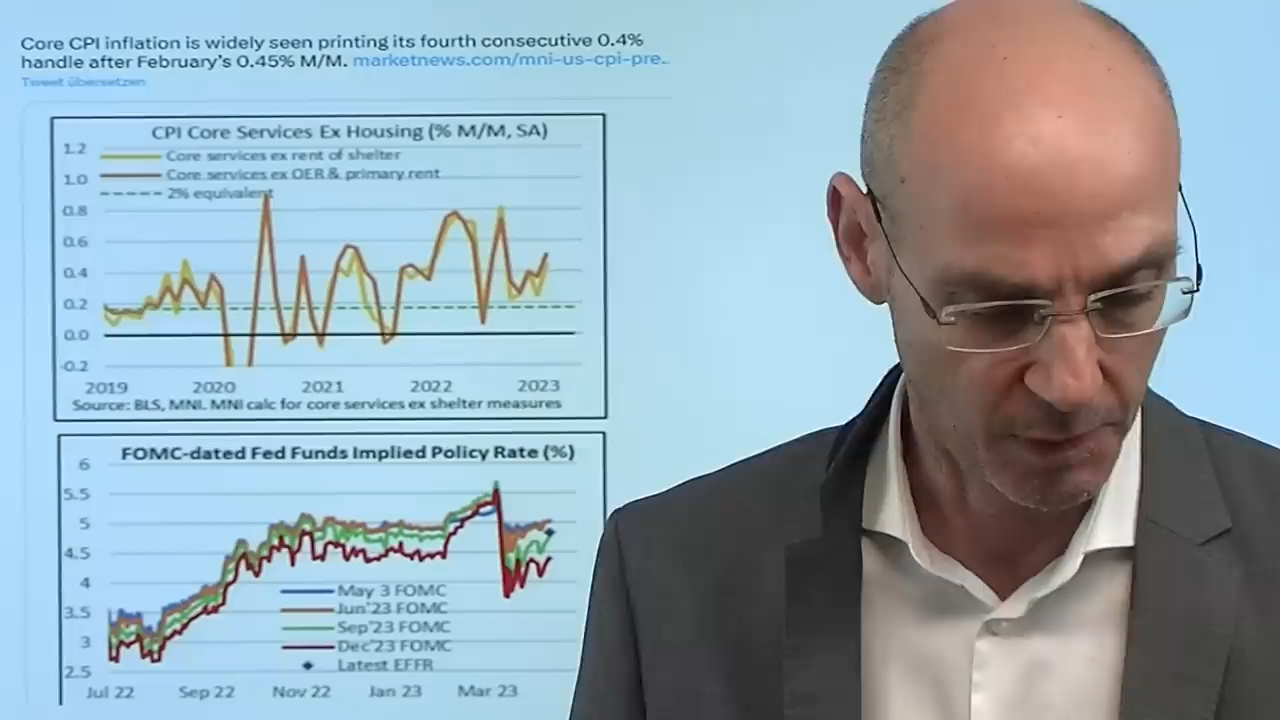 Core CPI inflation is widely seen printing its fourth consecutive 0.4%
handle after February's 0.45% M/M. marketnews.com/mni-us-cpi-pre..
Tweet übersetzen
CPI Core Services Ex Housing (% M/M, SA)
Core services ex rent of shelter
Core services ex OER & primary rent
2% equivalent
1.2
1.0
0.8
0.6
0.4
0.2
0.0
-0.2
2019 2020 2021 2022 2023
Source: BLS, MNI. MNI calc for core services ex shelter measures
FOMC-dated Fed Funds Implied Policy Rate (%)
6
5.5
5
4.5
4
3.5
3
2.5
May 3 FOMC
Jun'23 FOMC
Sep'23 FOMC
Dec'23 FOMC
Latest EFFR
Jul 22 Sep 22 Nov 22 Jan 23 Mar 23